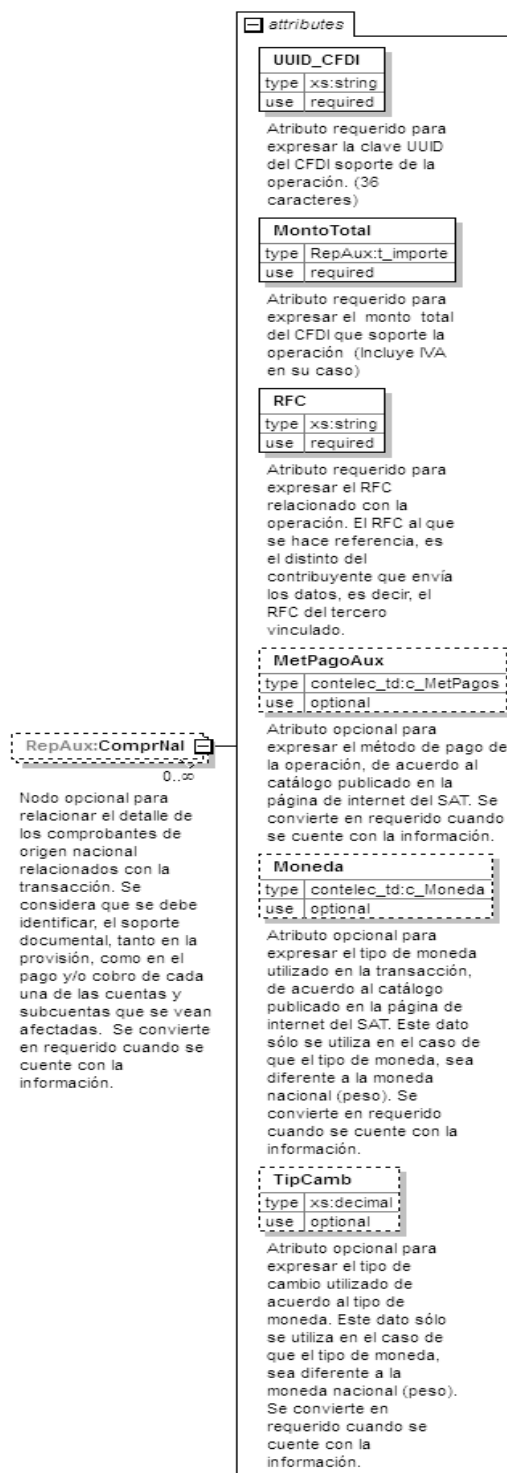 attributes
UUID_CFDI
type xs:string
use required
Atributo requerido para
expresar la clave UUID
del CFDI soporte de la
operación. (36
caracteres)
MontoTotal
type RepAux:t_importe
use required
Atributo requerido para
expresar el monto total
del CFDI que soporte la
operación (Incluye IVA
en su caso)
RFC
type xs:string
use required
Atributo requerido para
expresar el RFC
relacionado con la
operación. El RFC al que
se hace referencia, es
el distinto del
contribuyente que envía
los datos, es decir, el
RFC del tercero
vinculado.
MetPagoAux
type contelec_td:c_MetPagos
use optional
Atributo opcional para
expresar el método de pago de
la operación, de acuerdo al
catálogo publicado en la
página de internet del SAT. Se
convierte en requerido cuando
se cuente con la información.
Moneda
type contelec_td:c_Moneda
use optional
Atributo opcional para
expresar el tipo de moneda
utilizado en la transacción,
de acuerdo al catálogo
publicado en la página de
internet del SAT. Este dato
sólo se utiliza en el caso de
que el tipo de moneda, sea
diferente a la moneda
nacional (peso). Se
convierte en requerido
cuando se cuente con la
información.
TipCamb
type xs:decimal
use optional
Atributo opcional para
expresar el tipo de
cambio utilizado de
acuerdo al tipo de
moneda. Este dato sólo
se utiliza en el caso de
que el tipo de moneda,
sea diferente a la
moneda nacional (peso).
Se convierte en
requerido cuando se
cuente con la
información.
RepAux:ComprNal
0..∞
Nodo opcional para
relacionar el detalle de
los comprobantes de
origen nacional
relacionados con la
transacción. Se
considera que se debe
identificar, el soporte
documental, tanto en la
provisión, como en el
pago y/o cobro de cada
una de las cuentas y
subcuentas que se vean
afectadas. Se convierte
en requerido cuando se
cuente con la
información.